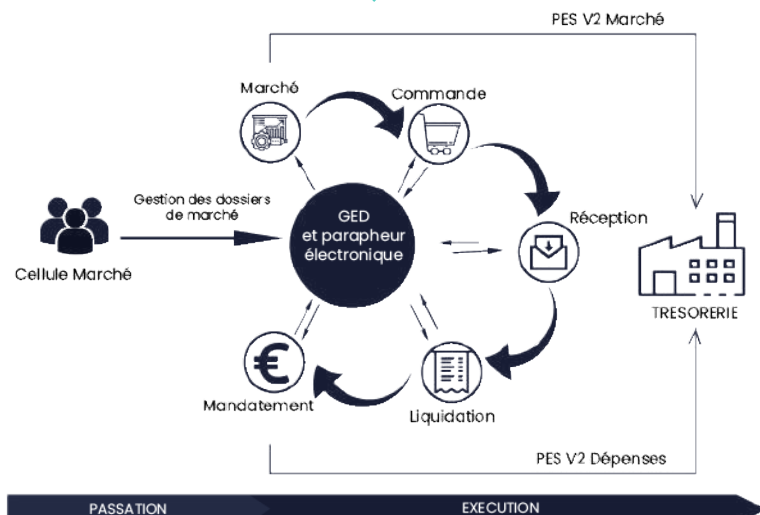 PES V2 Marché
Marché
Commande
Gestion des dossiers
de marché
GED
et parapheur
électronique
Réception
Cellule Marché
TRESORERIE
Mandatement
Liquidation
PES V2 Dépenses
PASSATION
EXECUTION